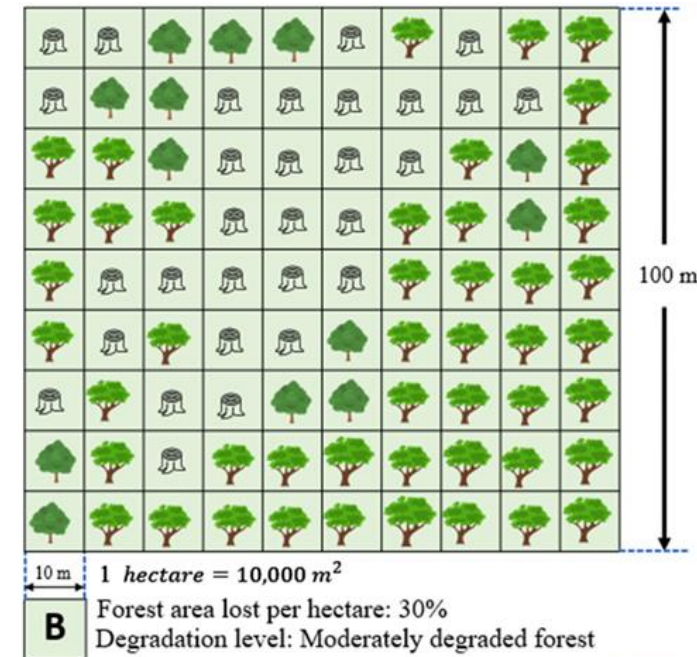 100 m
10 m
1 hectare = 10,000 m²
B
Forest area lost per hectare: 30%
Degradation level: Moderately degraded forest